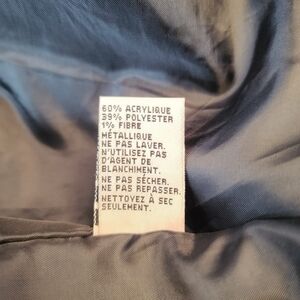 60% ACRYLIQUE
39% POLYESTER
1% FIBRE
MÉTALLIQUE
NE PAS LAVER.
N'UTILISEZ PAS
D'AGENT DE
BLANCHIMENT.
NE PAS SÉCHER.
NE PAS REPASSER.
NETTOYEZ À SEC
SEULEMENT.